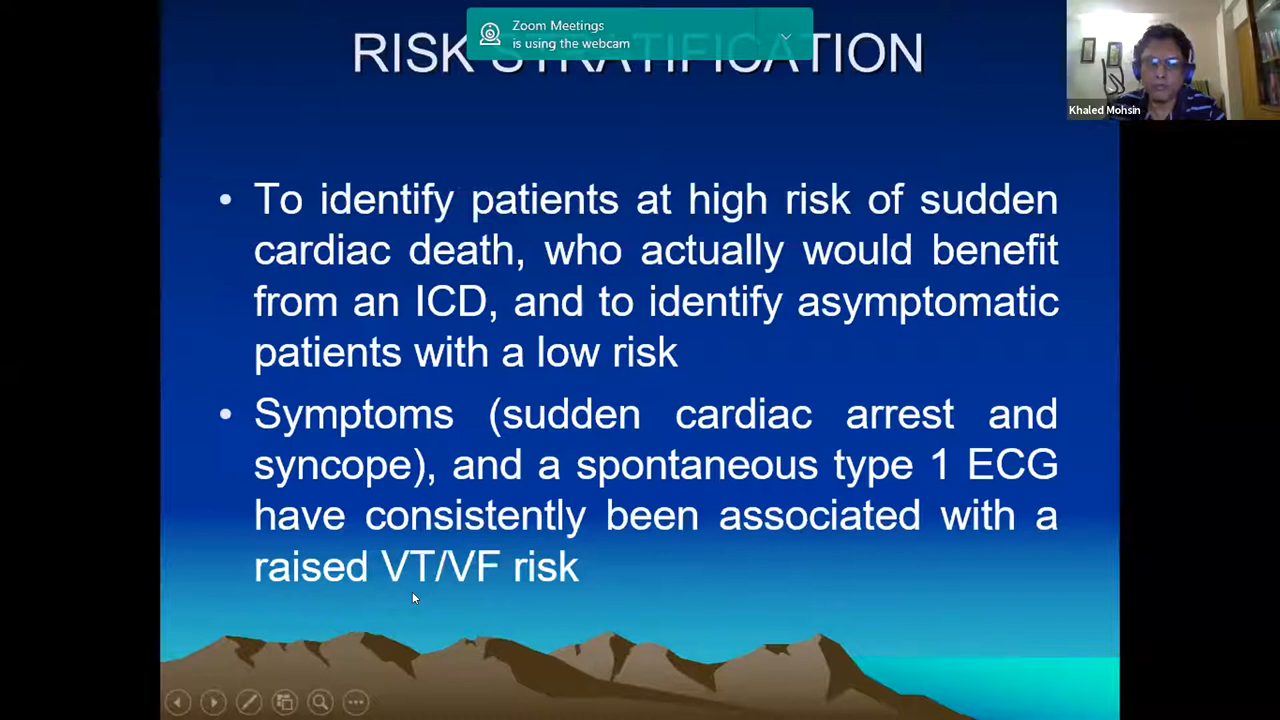 Zoom Meetings
is using the webcam
RISK STRATIFICATION
Khaled Mohsin
• To identify patients at high risk of sudden
cardiac death, who actually would benefit
from an ICD, and to identify asymptomatic
patients with a low risk
• Symptoms (sudden cardiac arrest and
syncope), and a spontaneous type 1 ECG
have consistently been associated with a
raised VT/VF risk